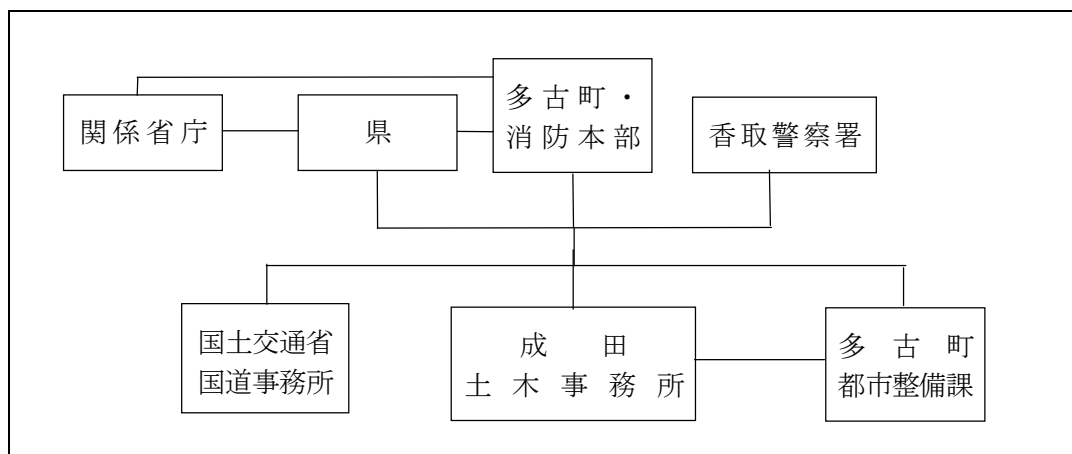 関係省庁
県
多古町・
消防本部
香取警察署
国土交通省
国道事務所
成田
土木事務所
多古町
都市整備課